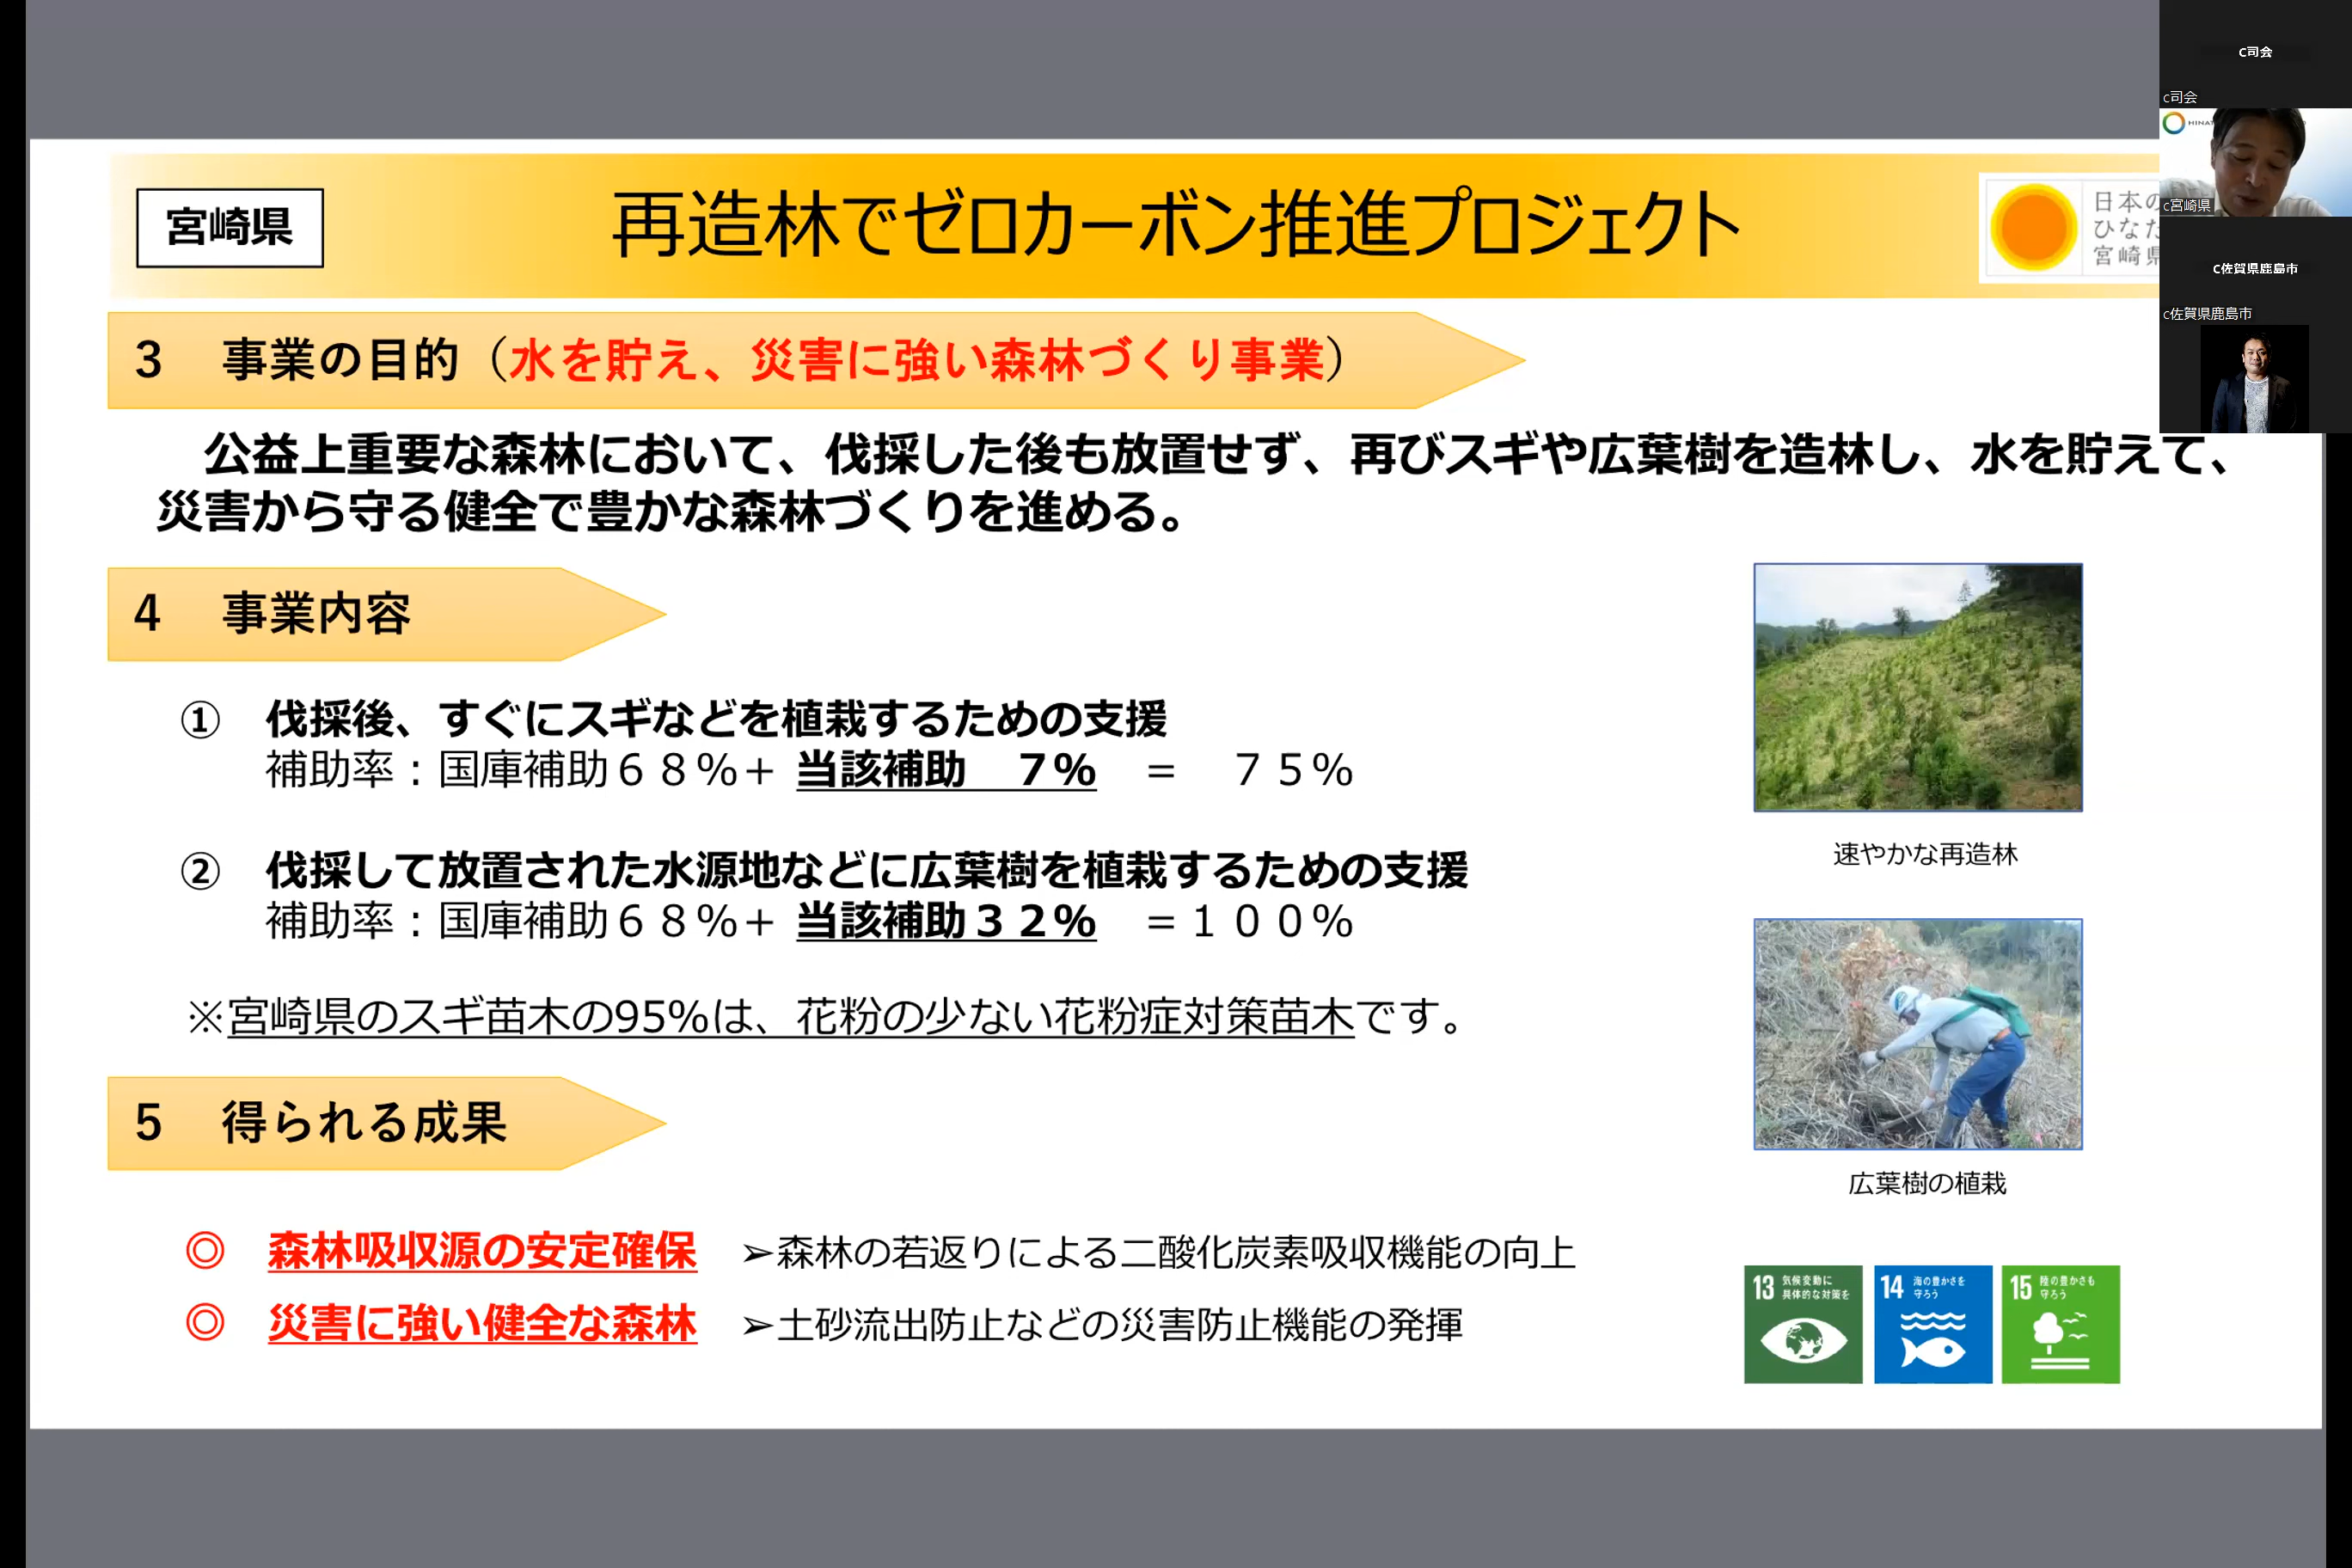 宮崎県
再造林でゼロカーボン推進プロジェクト
日本の
ひなた
宮崎県
C司会
c司会
c宮崎県
C佐賀県鹿島市
c佐賀県鹿島市
3 事業の目的（水を貯え、災害に強い森林づくり事業）
公益上重要な森林において、伐採した後も放置せず、再びスギや広葉樹を造林し、水を貯えて、
災害から守る健全で豊かな森林づくりを進める。
4 事業内容
① 伐採後、すぐにスギなどを植栽するための支援
補助率：国庫補助６８％＋ 当該補助　７％　＝　７５％
② 伐採して放置された水源地などに広葉樹を植栽するための支援
補助率：国庫補助６８％＋ 当該補助３２％　＝１００％
※宮崎県のスギ苗木の95%は、花粉の少ない花粉症対策苗木です。
速やかな再造林
広葉樹の植栽
5 得られる成果
◎ 森林吸収源の安定確保 ➢森林の若返りによる二酸化炭素吸収機能の向上
◎ 災害に強い健全な森林 ➢土砂流出防止などの災害防止機能の発揮
13 気候変動に
具体的な対策を
14 海の豊かさを
守ろう
15 陸の豊かさも
守ろう